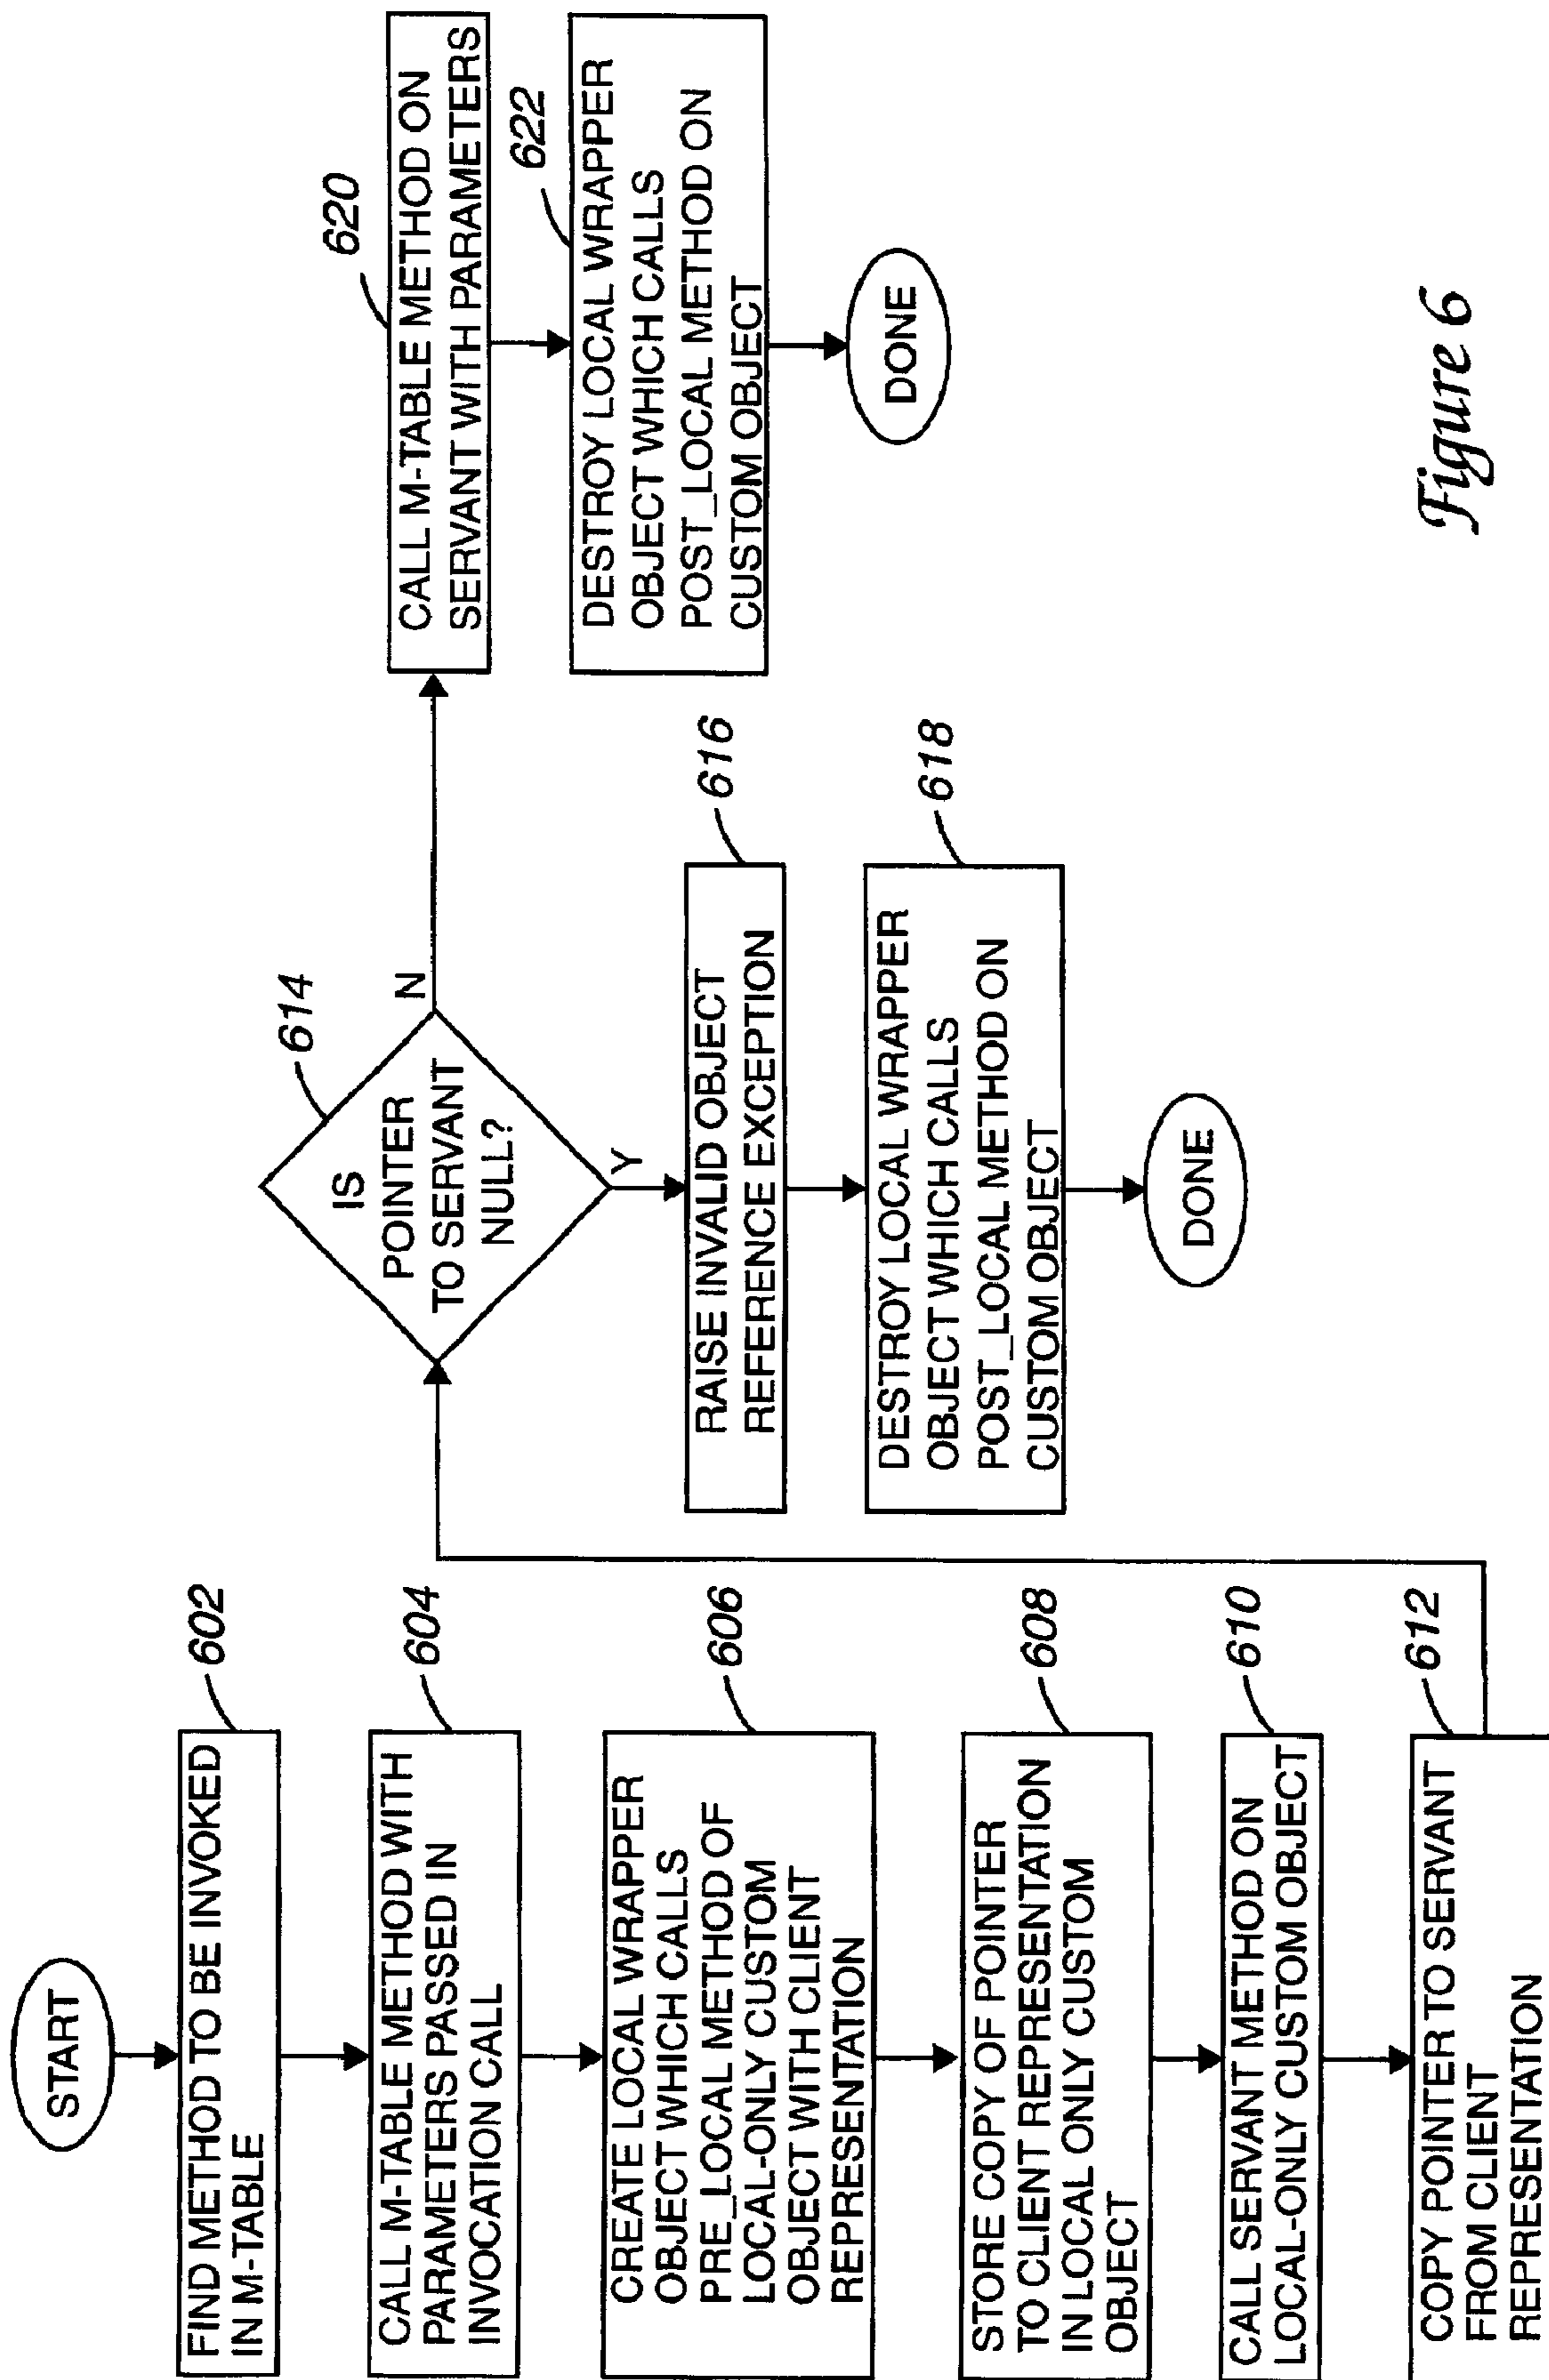 START
602
FIND METHOD TO BE INVOKED
IN M-TABLE
604
CALL M-TABLE METHOD WITH
PARAMETERS PASSED IN
INVOCATION CALL
606
CREATE LOCAL WRAPPER
OBJECT WHICH CALLS
PRE_LOCAL METHOD OF
LOCAL-ONLY CUSTOM
OBJECT WITH CLIENT
REPRESENTATION
608
STORE COPY OF POINTER
TO CLIENT REPRESENTATION
IN LOCAL ONLY CUSTOM
OBJECT
610
CALL SERVANT METHOD ON
LOCAL-ONLY CUSTOM OBJECT
612
COPY POINTER TO SERVANT
FROM CLIENT
REPRESENTATION
614
IS
POINTER
TO SERVANT
NULL?
N
Y
616
RAISE INVALID OBJECT
REFERENCE EXCEPTION
618
DESTROY LOCAL WRAPPER
OBJECT WHICH CALLS
POST_LOCAL METHOD ON
CUSTOM OBJECT
DONE
620
CALL M-TABLE METHOD ON
SERVANT WITH PARAMETERS
622
DESTROY LOCAL WRAPPER
OBJECT WHICH CALLS
POST_LOCAL METHOD ON
CUSTOM OBJECT
DONE
Figure 6